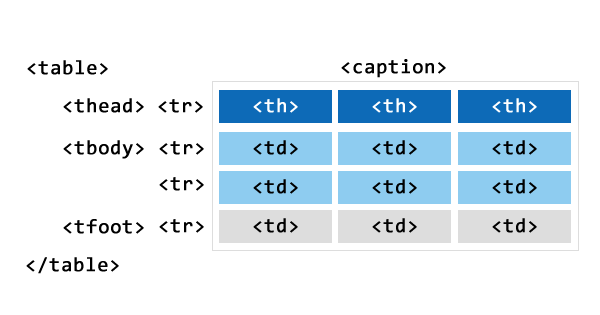 <table> <caption>
<thead> <tr> <th> <th> <th>
<tbody> <tr> <td> <td> <td>
<tr> <td> <td> <td>
<tfoot> <tr> <td> <td> <td>
</table>